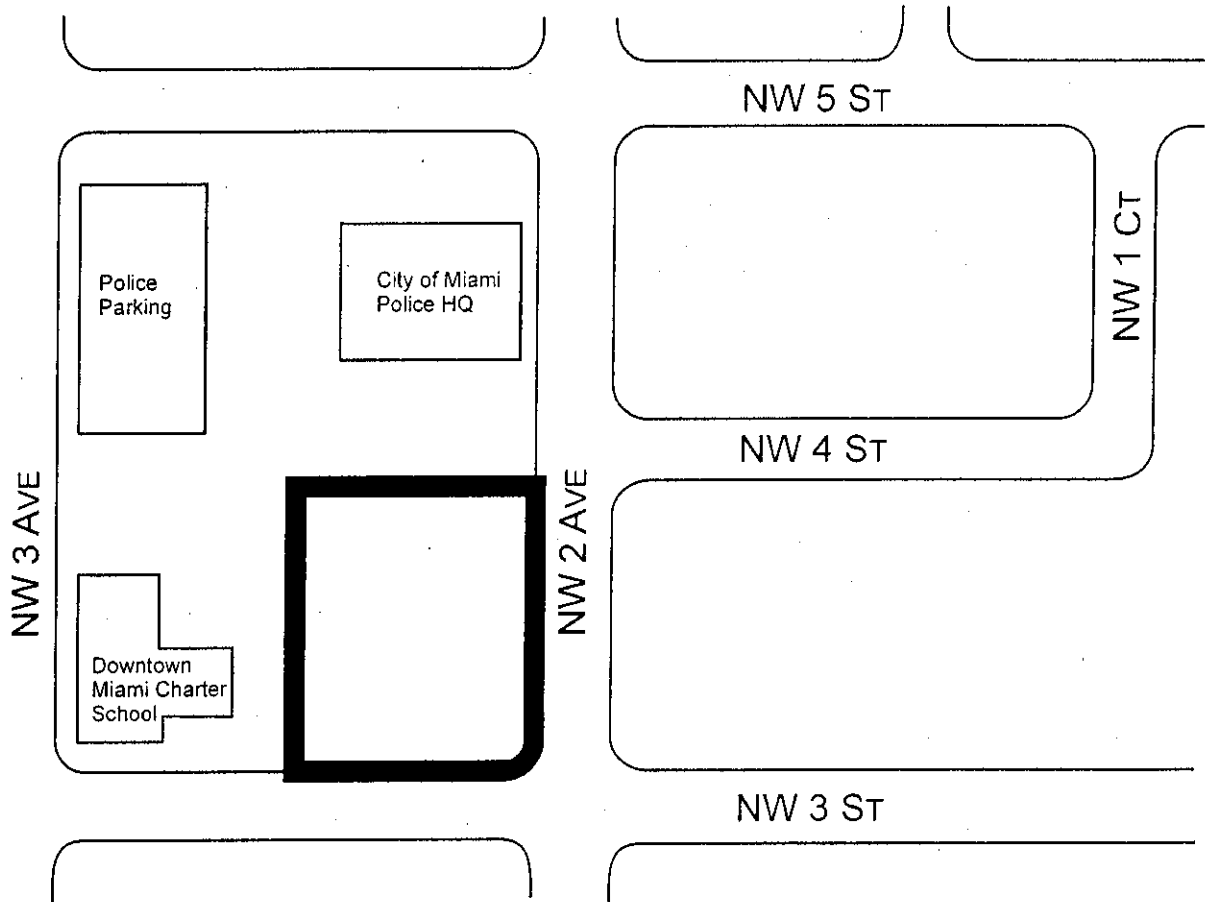 NW 5 ST
Police
Parking
City of Miami
Police HQ
NW 1 CT
NW 4 ST
NW 3 AVE
NW 2 AVE
Downtown
Miami Charter
School
NW 3 ST